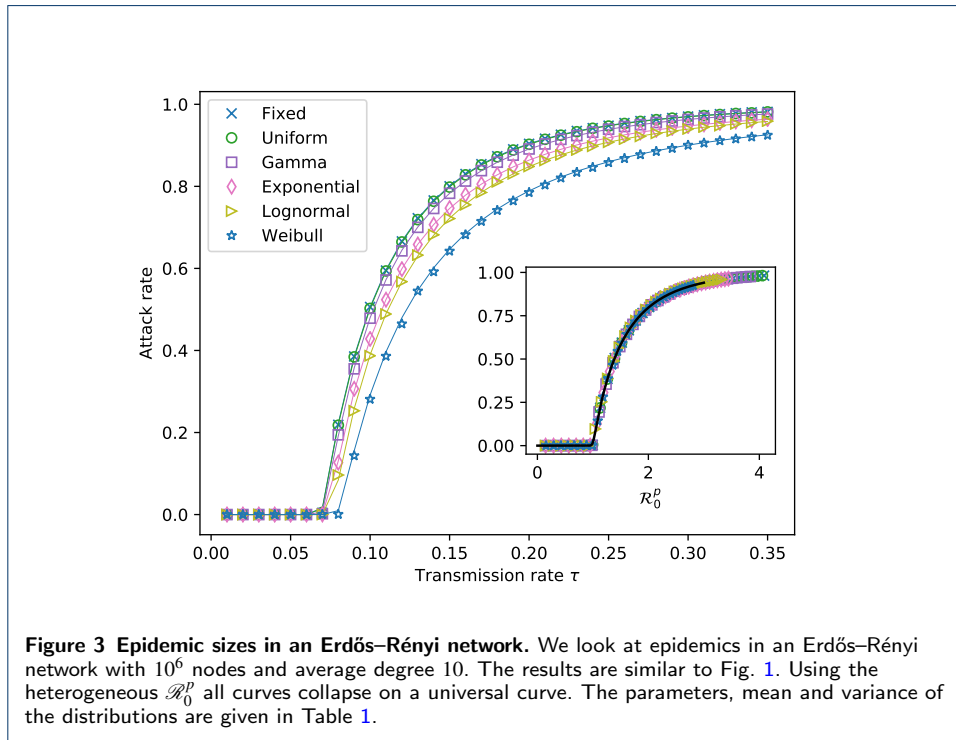 1.0
0.8
0.6
0.4
0.2
0.0
Attack rate
Fixed
Uniform
Gamma
Exponential
Lognormal
Weibull
1.00
0.75
0.50
0.25
0.00
0 2 4
ℛ₀ᵖ
0.00 0.05 0.10 0.15 0.20 0.25 0.30 0.35
Transmission rate τ
Figure 3 Epidemic sizes in an Erdős–Rényi network. We look at epidemics in an Erdős–Rényi
network with 10⁶ nodes and average degree 10. The results are similar to Fig. 1. Using the
heterogeneous ℛ₀ᵖ all curves collapse on a universal curve. The parameters, mean and variance of
the distributions are given in Table 1.